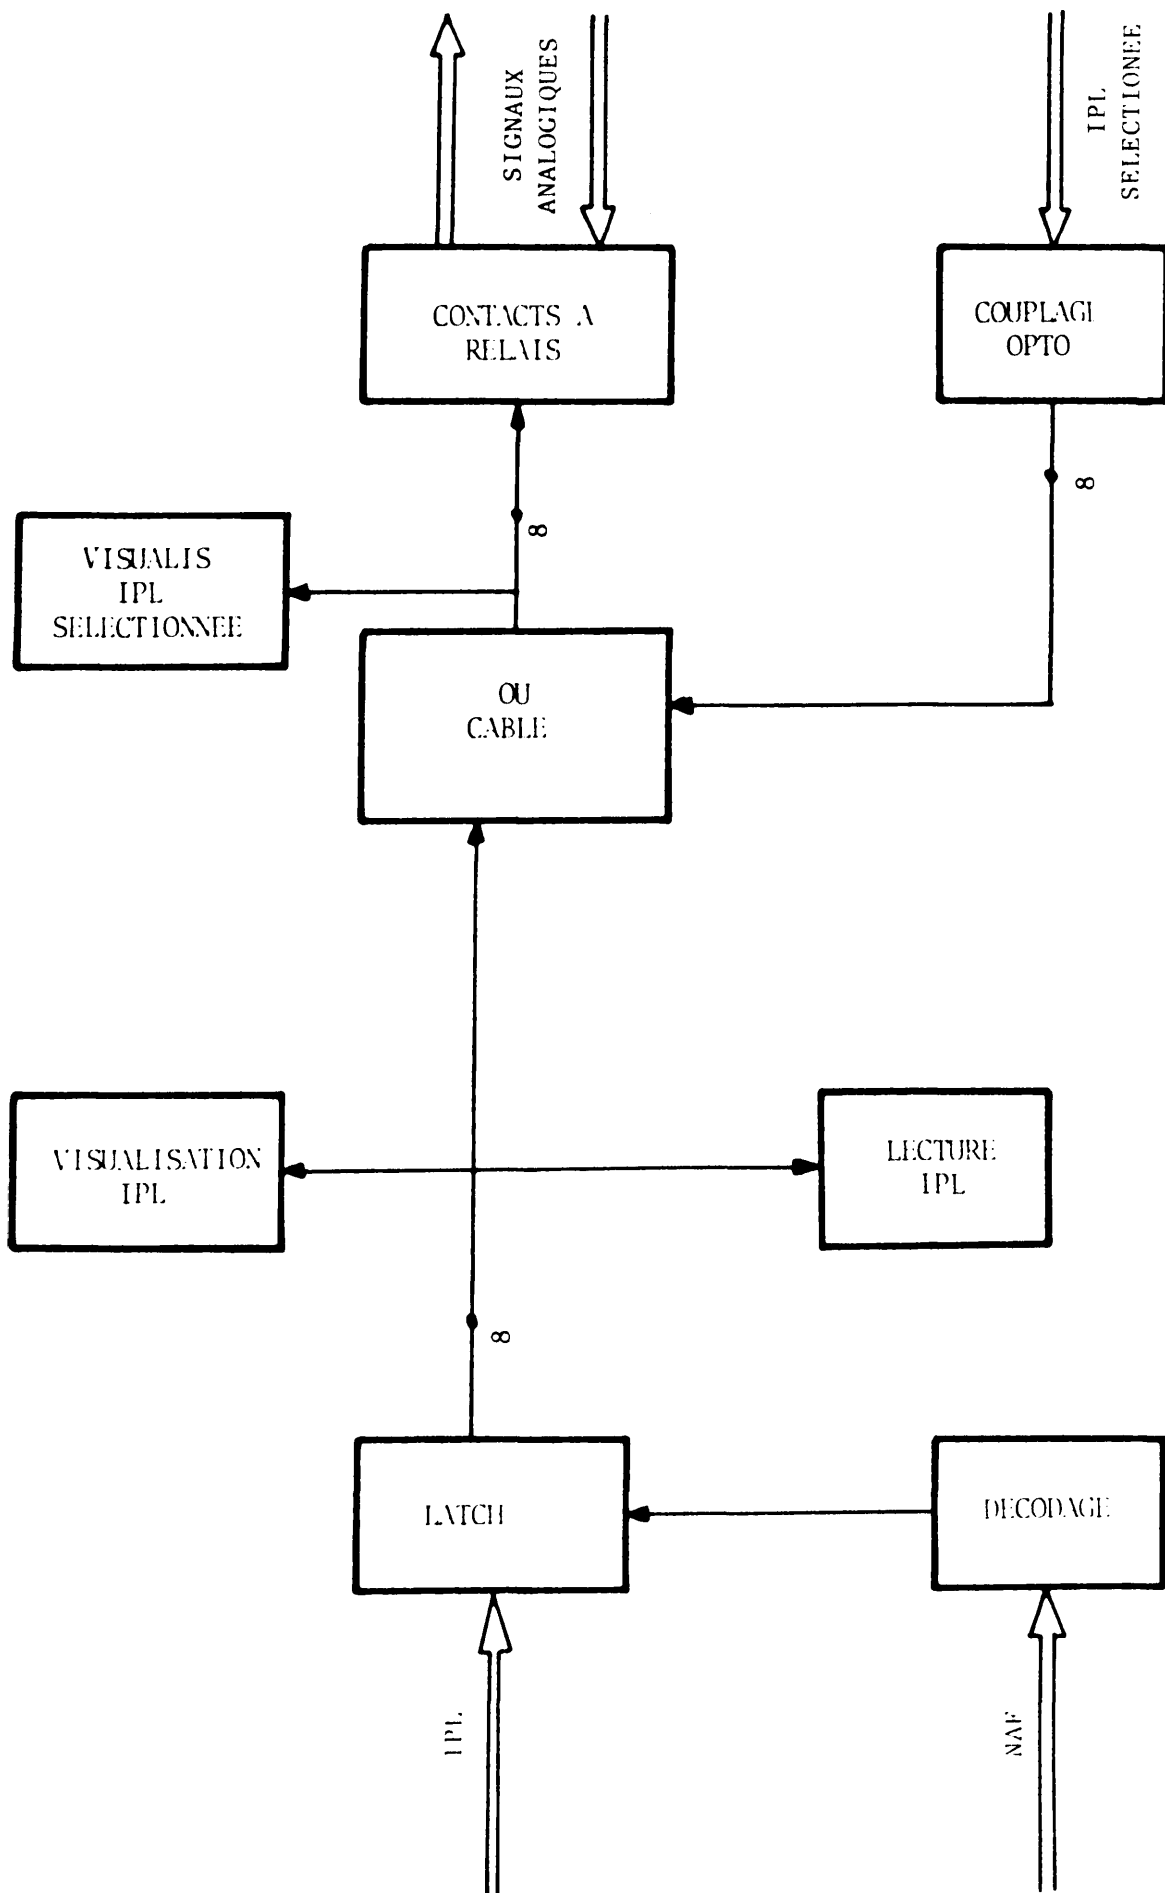 SIGNAUX
ANALOGIQUES
IPL
SELECTIONEE
CONTACTS A
RELAIS
COUPLAGE
OPTO
8
8
VISUALIS
IPL
SELECTIONNEE
OU
CABLE
VISUALISATION
IPL
LECTURE
IPL
8
LATCH
DECODAGE
IPL
NAF